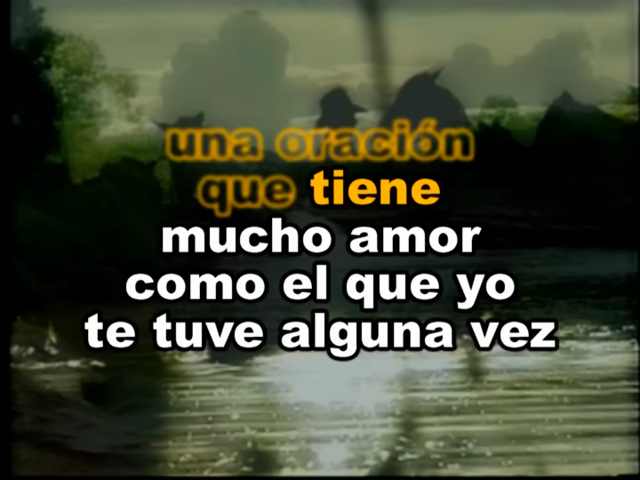 una oración
que tiene
mucho amor
como el que yo
te tuve alguna vez